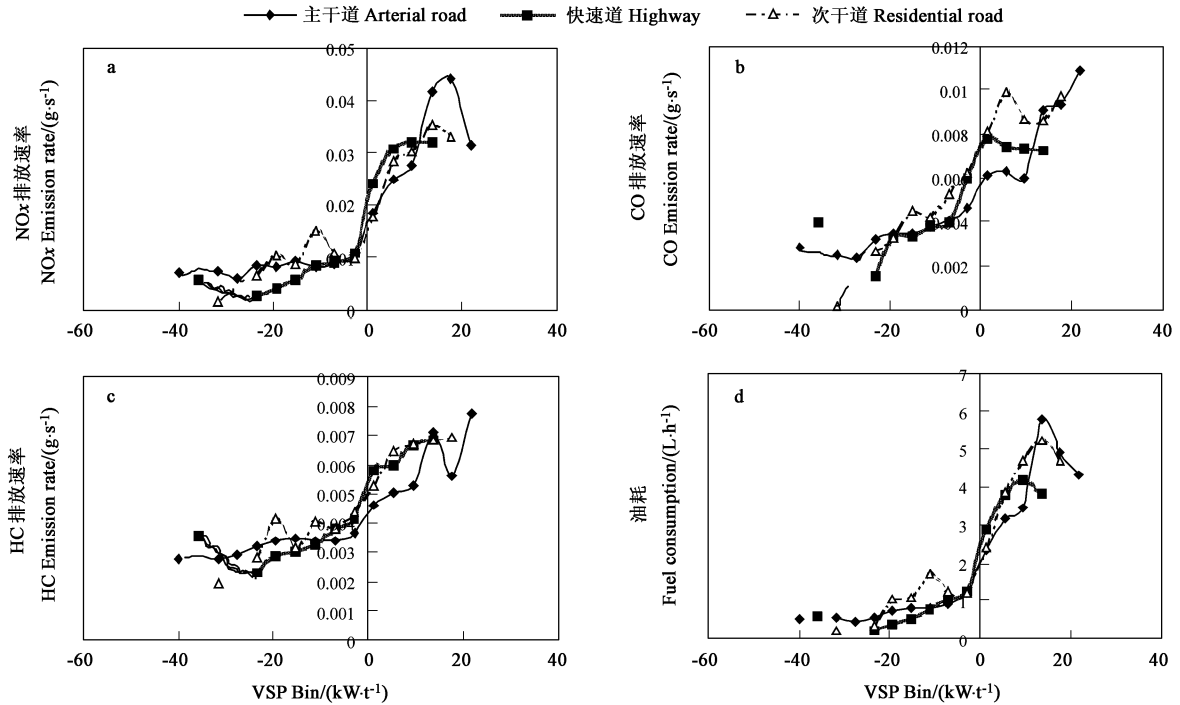 主干道 Arterial road 快速道 Highway 次干道 Residential road
a
NOx 排放速率
NOx Emission rate/(g·s⁻¹)
0.05
0.04
0.03
0.02
0.01
0
-60 -40 -20 0 20 40
b
CO 排放速率
CO Emission rate/(g·s⁻¹)
0.012
0.01
0.008
0.006
0.004
0.002
0
-60 -40 -20 0 20 40
c
HC 排放速率
HC Emission rate/(g·s⁻¹)
0.009
0.008
0.007
0.006
0.005
0.004
0.003
0.002
0.001
0
-60 -40 -20 0 20 40
VSP Bin/(kW·t⁻¹)
d
油耗
Fuel consumption/(L·h⁻¹)
7
6
5
4
3
2
1
0
-60 -40 -20 0 20 40
VSP Bin/(kW·t⁻¹)